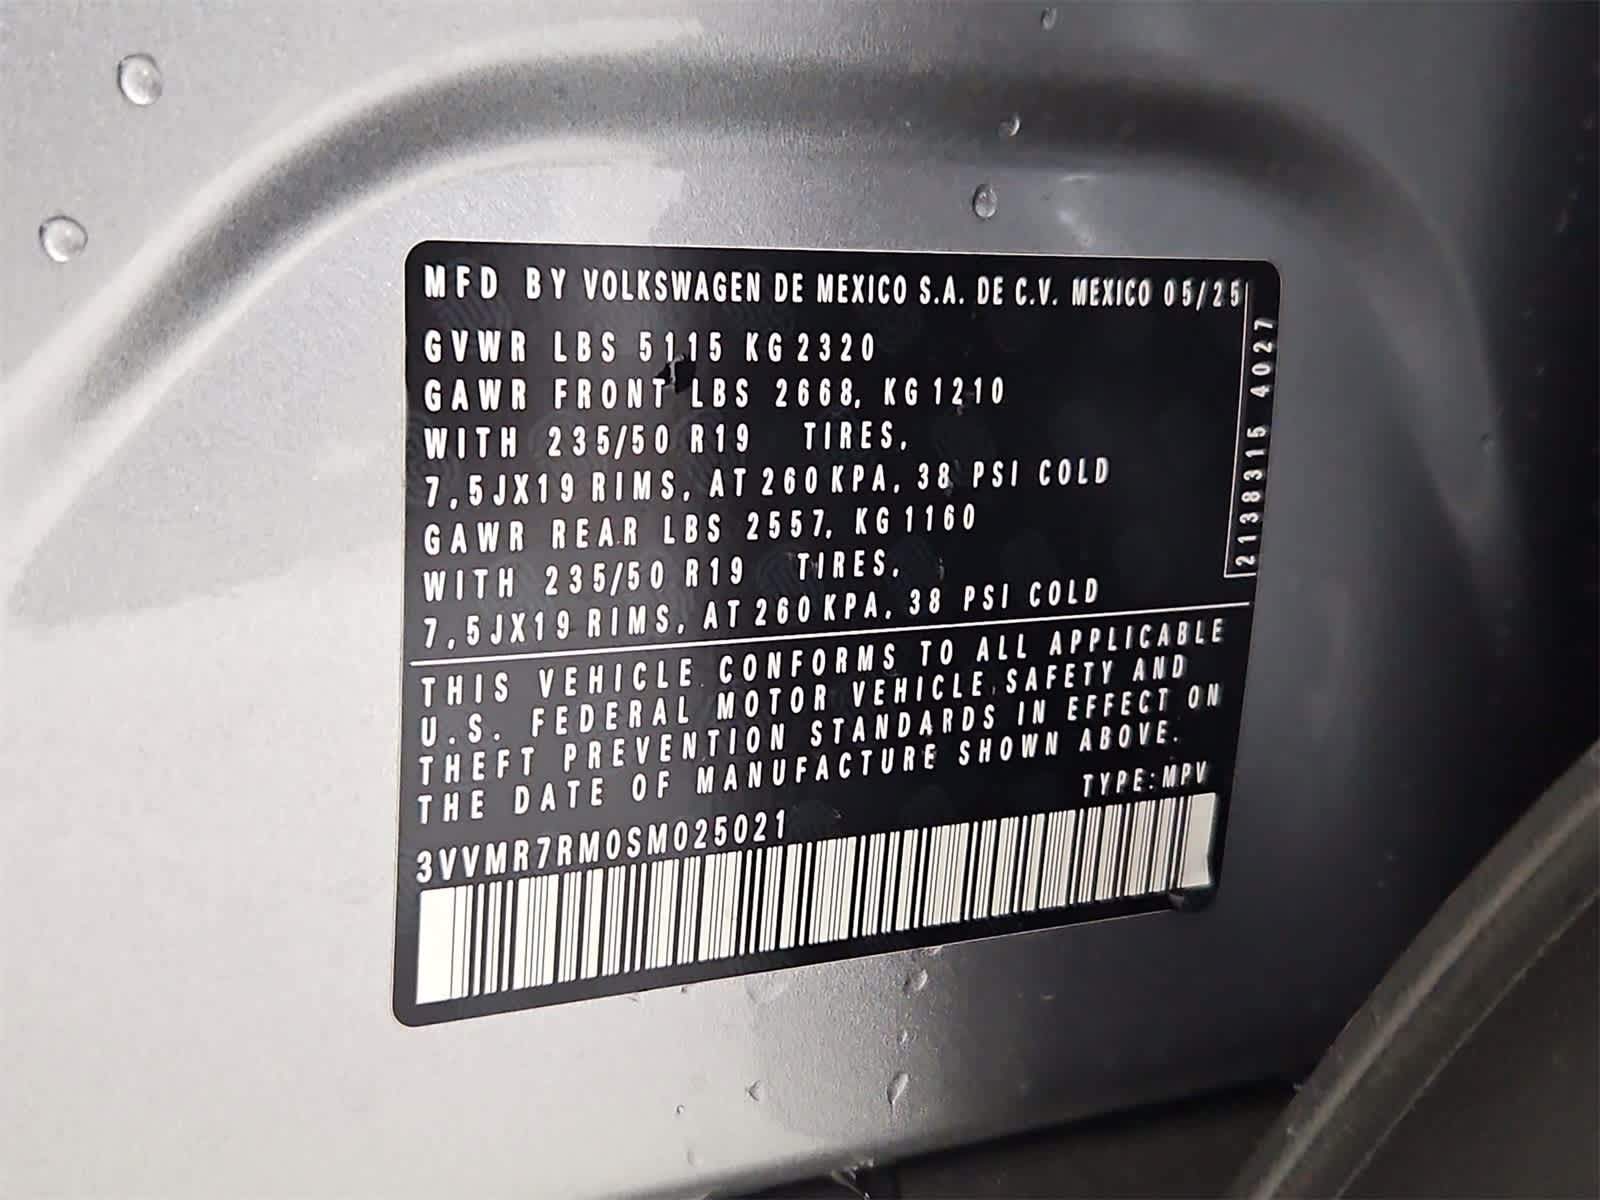 MFD BY VOLKSWAGEN DE MEXICO S.A. DE C.V. MEXICO 05/25
GVWR LBS 5115 KG 2320
GAWR FRONT LBS 2668, KG 1210
WITH 235/50 R19 TIRES,
7,5JX19 RIMS, AT 260 KPA, 38 PSI COLD
GAWR REAR LBS 2557, KG 1160
WITH 235/50 R19 TIRES,
7,5JX19 RIMS, AT 260 KPA, 38 PSI COLD
2138315 4027
THIS VEHICLE CONFORMS TO ALL APPLICABLE
U.S. FEDERAL MOTOR VEHICLE SAFETY AND
THEFT PREVENTION STANDARDS IN EFFECT ON
THE DATE OF MANUFACTURE SHOWN ABOVE.
TYPE:MPV
3VVMR7RM0SM025021